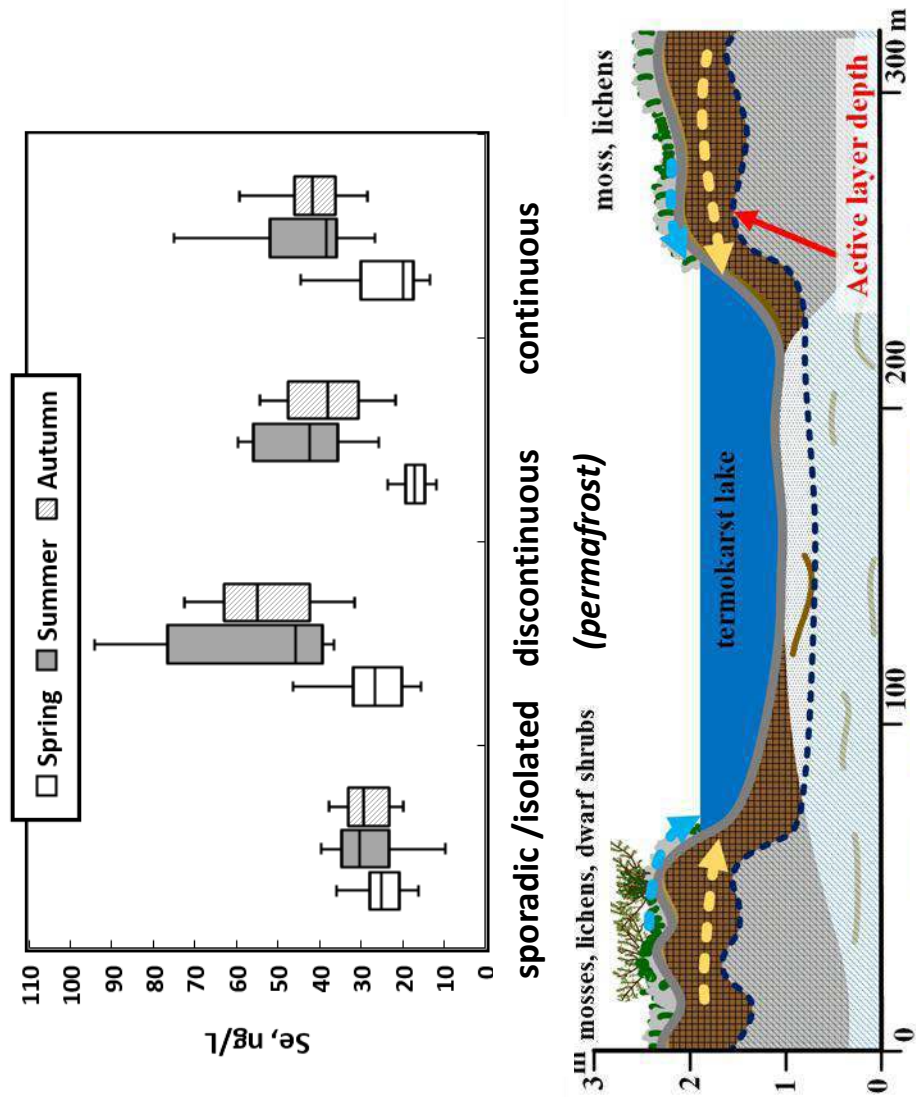 Spring Summer Autumn
110
100
90
80
70
60
50
40
30
20
10
0
Se, ng/L
sporadic /isolated discontinuous continuous
(permafrost)
mosses, lichens, dwarf shrubs
moss, lichens
m
3
2
1
0
termokarst lake
Active layer depth
0 100 200 300 m